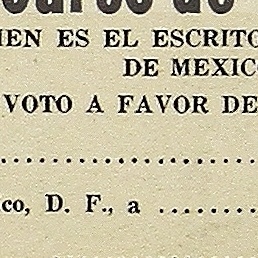 IEN ES EL ESCRITO
DE MEXICO
VOTO A FAVOR DE
................................
co, D. F., a ..........